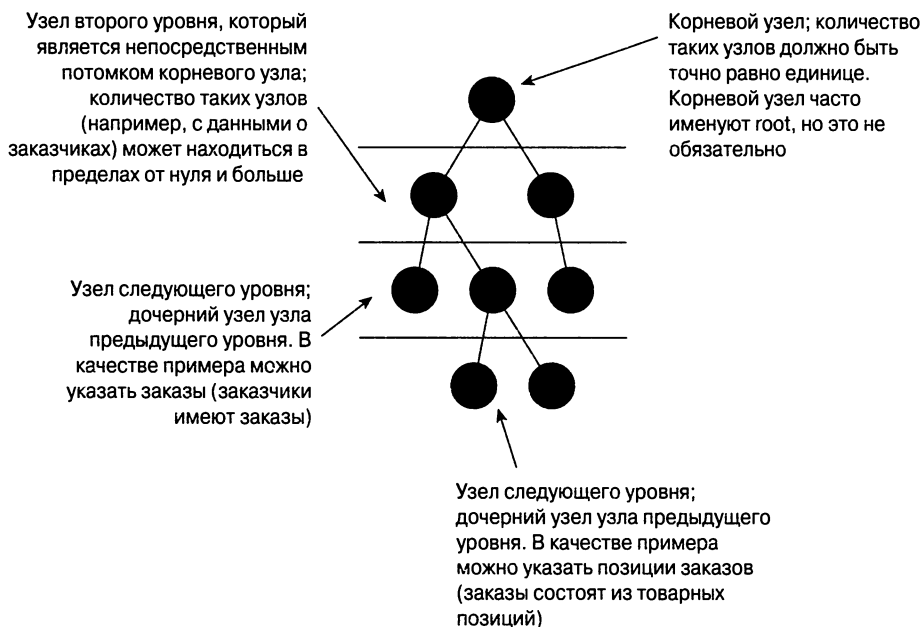 Узел второго уровня, который
является непосредственным
потомком корневого узла;
количество таких узлов
(например, с данными о
заказчиках) может находиться в
пределах от нуля и больше
Корневой узел; количество
таких узлов должно быть
точно равно единице.
Корневой узел часто
именуют root, но это не
обязательно
Узел следующего уровня;
дочерний узел узла
предыдущего уровня. В
качестве примера можно
указать заказы (заказчики
имеют заказы)
Узел следующего уровня;
дочерний узел узла предыдущего
уровня. В качестве примера
можно указать позиции заказов
(заказы состоят из товарных
позиций)